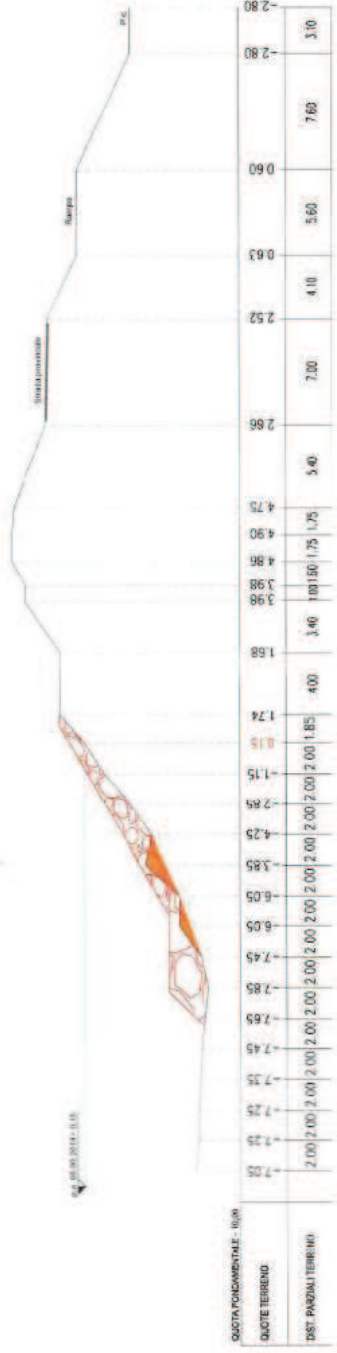 Strada provinciale
Rampa
P.c.
QUOTA FONDAMENTALE - 10,00
QUOTE TERRENO
-7.05 -7.25 -7.25 -7.35 -7.45 -7.65 -7.85 -7.45 -6.05 -6.05 -3.85 -4.25 -2.85 -1.15 0.15 1.74 1.68 3.98 3.98 4.86 4.90 4.75 2.66 2.52 0.63 0.60 -2.80 -2.80
DIST. PARZIALI TERRENO
2.00 2.00 2.00 2.00 2.00 2.00 2.00 2.00 2.00 2.00 2.00 2.00 2.00 2.00 1.85 4.00 3.40 1.00 1.60 1.75 1.75 5.40 7.00 4.10 5.60 7.60 3.10